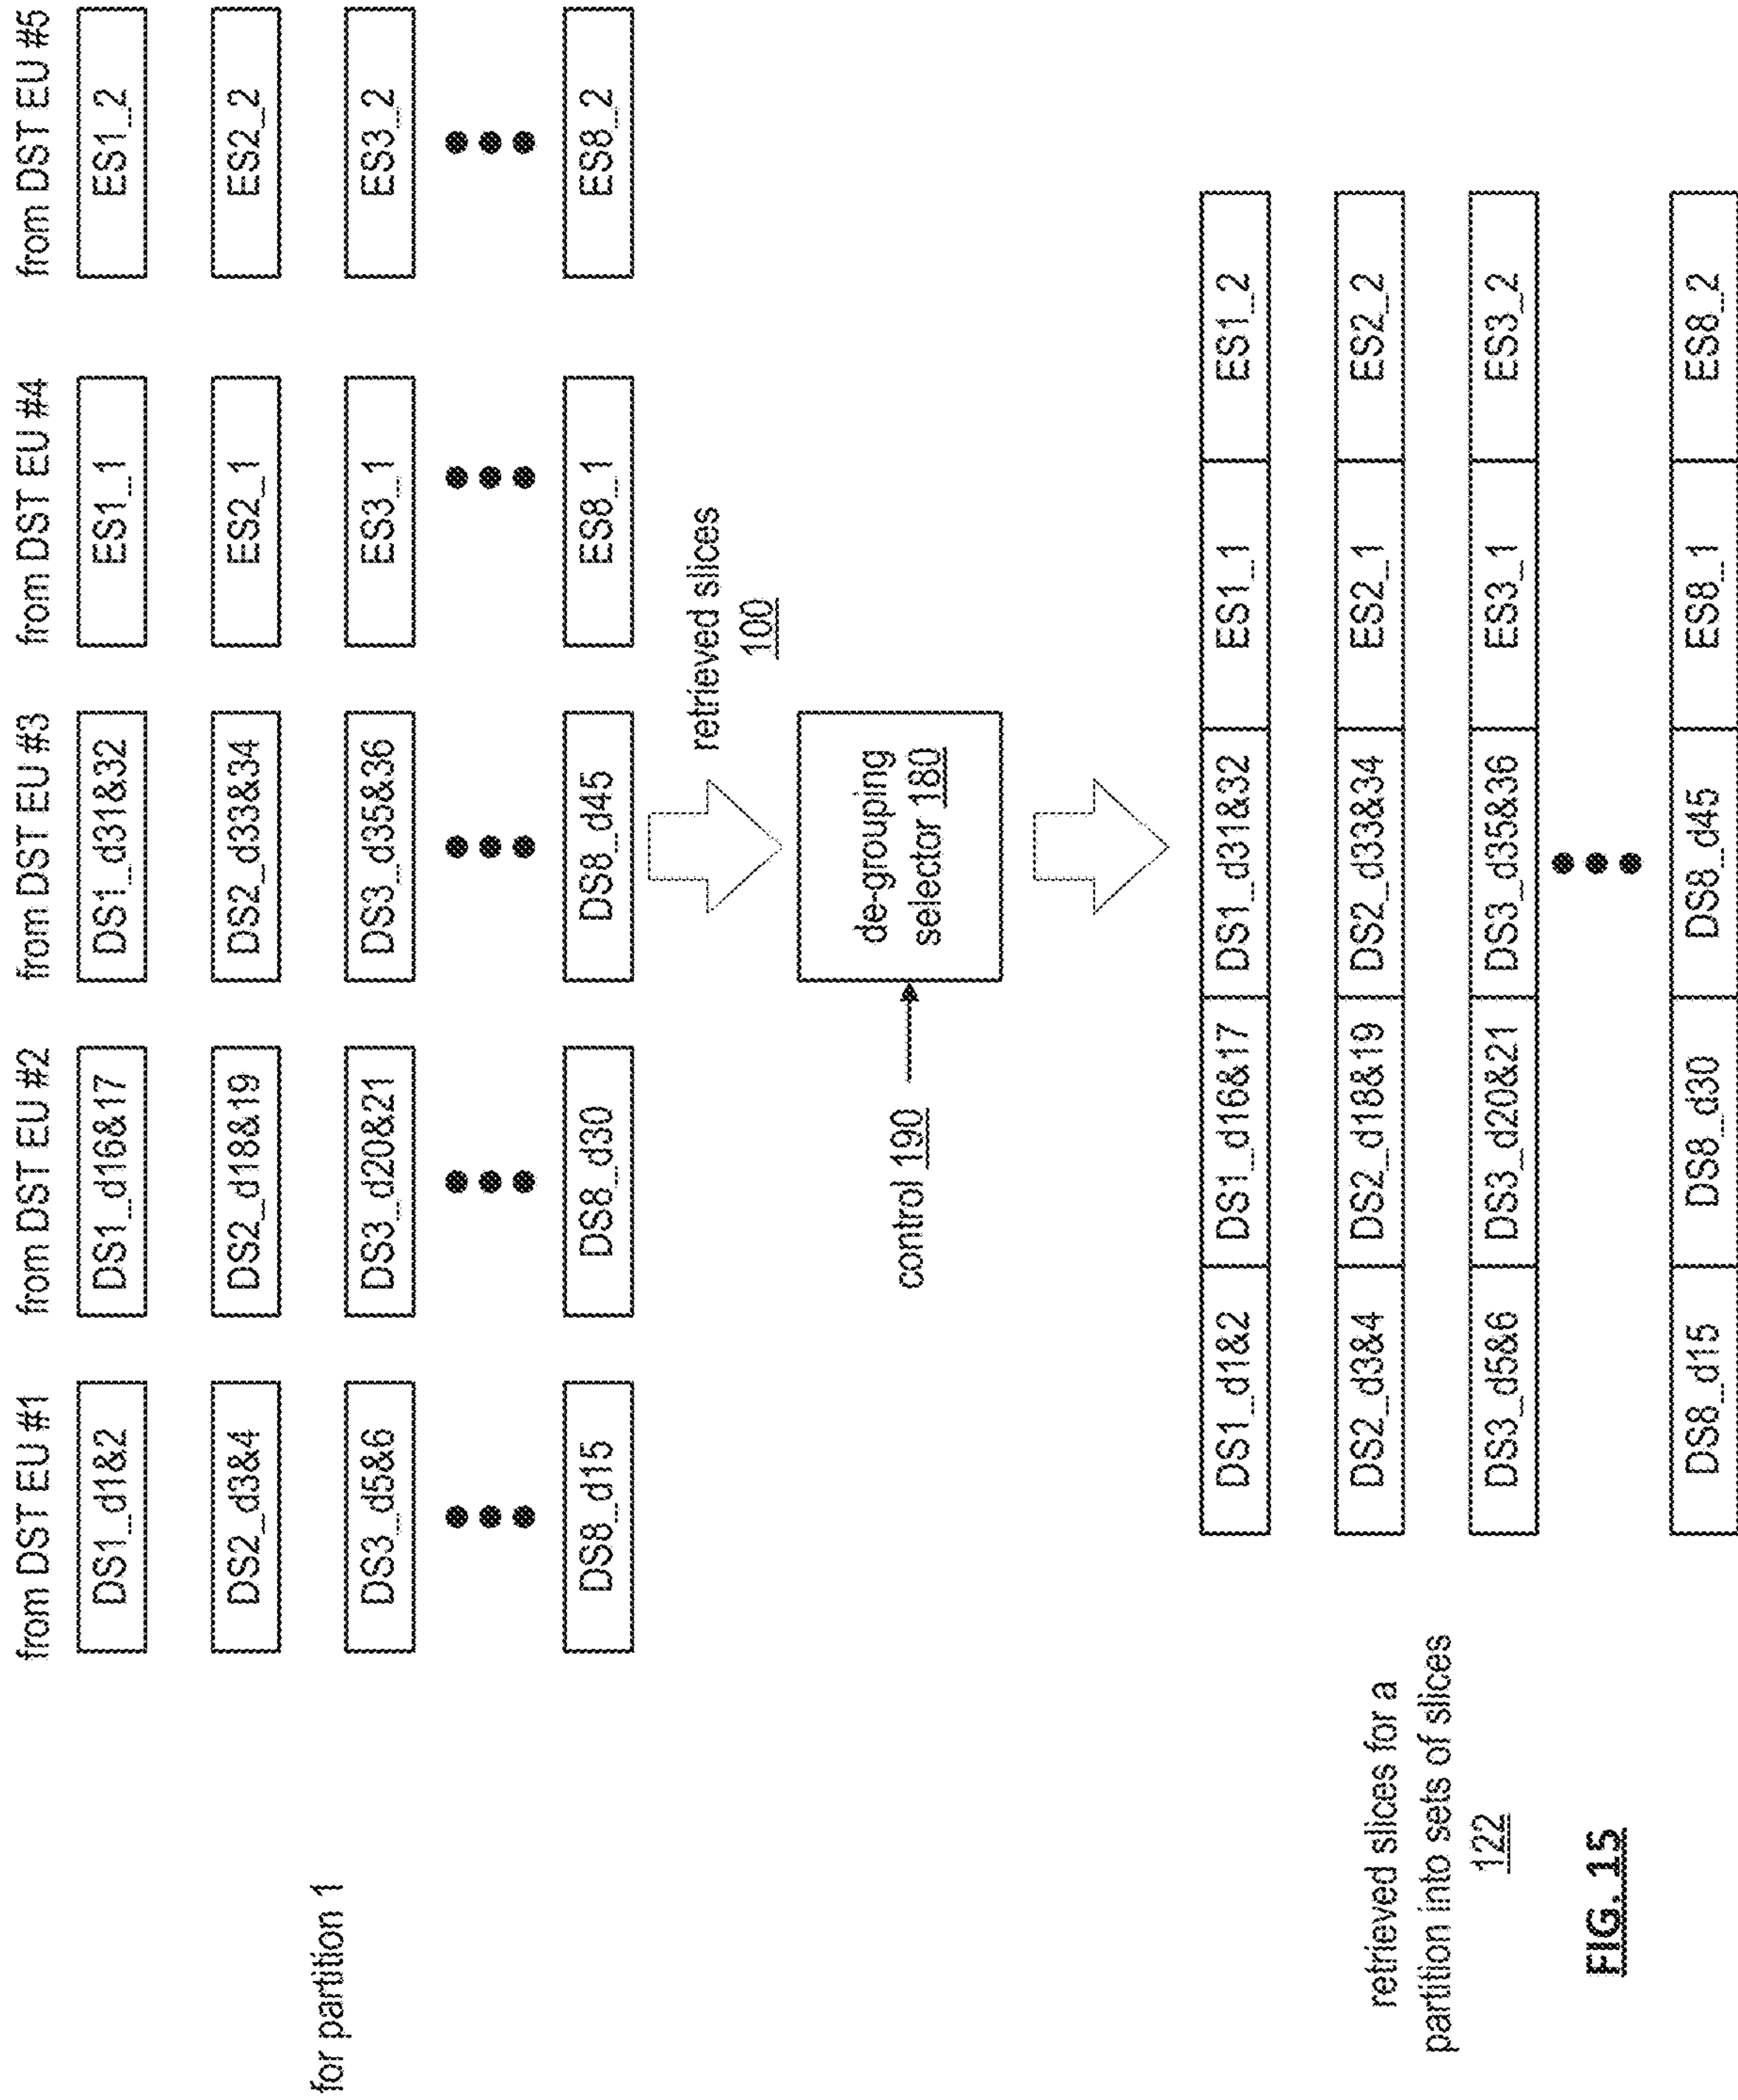 from DST EU #1 from DST EU #2 from DST EU #3 from DST EU #4 from DST EU #5
DS1_d1&2 DS1_d16&17 DS1_d31&32 ES1_1 ES1_2
DS2_d3&4 DS2_d18&19 DS2_d33&34 ES2_1 ES2_2
for partition 1
DS3_d5&6 DS3_d20&21 DS3_d35&36 ES3_1 ES3_2
DS8_d15 DS8_d30 DS8_d45 ES8_1 ES8_2
retrieved slices
100
de-grouping
control 190
selector 180
DS1_d1&2 DS1_d16&17 DS1_d31&32 ES1_1 ES1_2
DS2_d3&4 DS2_d18&19 DS2_d33&34 ES2_1 ES2_2
DS3_d5&6 DS3_d20&21 DS3_d35&36 ES3_1 ES3_2
DS8_d15 DS8_d30 DS8_d45 ES8_1 ES8_2
retrieved slices for a
partition into sets of slices
122
FIG. 15